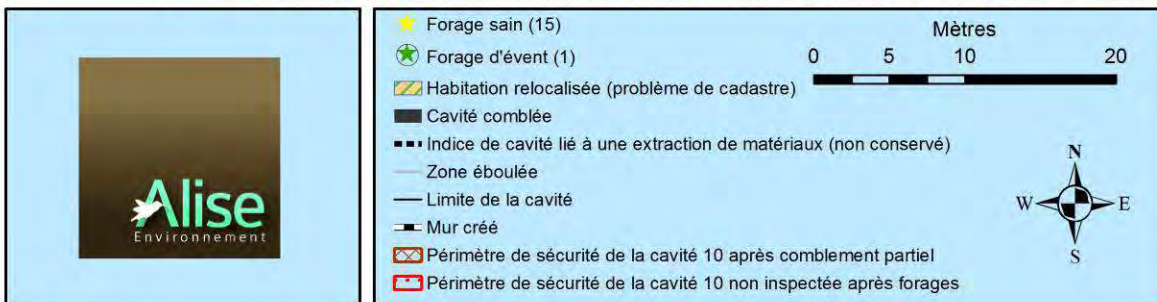 Alise
Environnement
Forage sain (15)
Forage d'évent (1)
Habitation relocalisée (problème de cadastre)
Cavité comblée
Indice de cavité lié à une extraction de matériaux (non conservé)
Zone éboulée
Limite de la cavité
Mur créé
Périmètre de sécurité de la cavité 10 après comblement partiel
Périmètre de sécurité de la cavité 10 non inspectée après forages
Mètres
0 5 10 20
N
W E
S